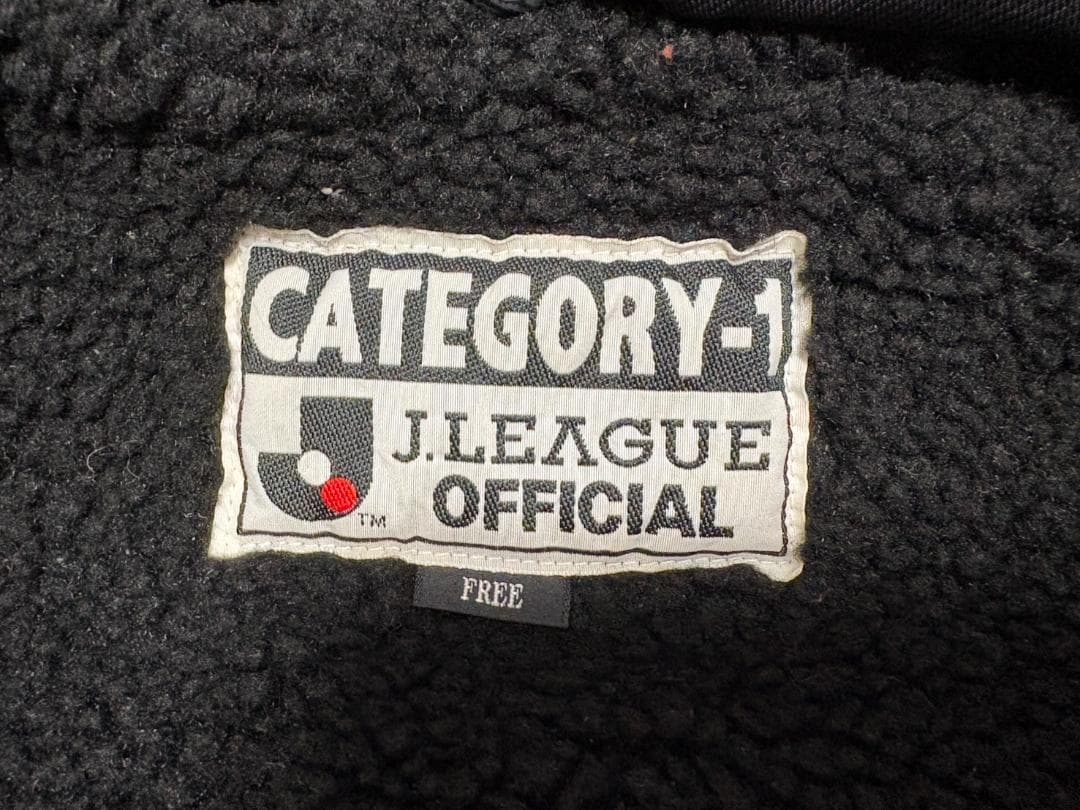 CATEGORY-1
J.LEAGUE
OFFICIAL
TM
FREE